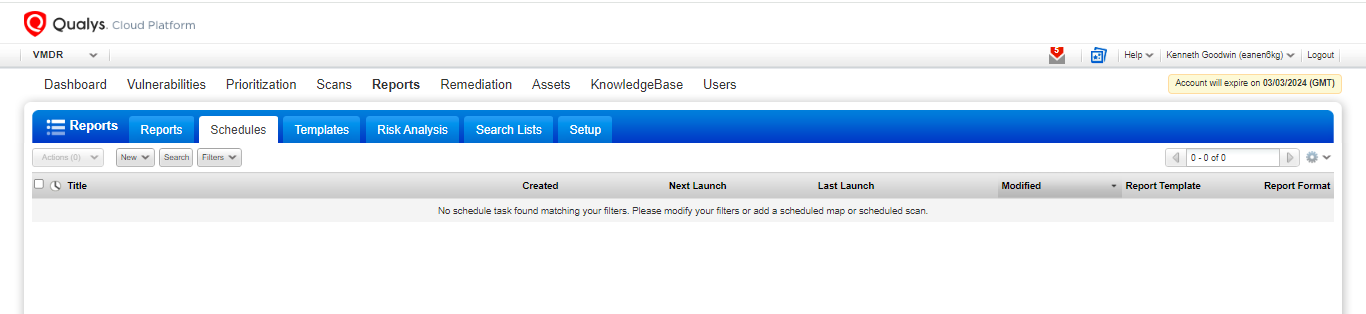 Qualys. Cloud Platform
VMDR
5
Help
Kenneth Goodwin (eanen6kg)
Logout
Dashboard Vulnerabilities Prioritization Scans Reports Remediation Assets KnowledgeBase Users
Account will expire on 03/03/2024 (GMT)
Reports Reports Schedules Templates Risk Analysis Search Lists Setup
Actions (0) New Search Filters 0 - 0 of 0
Title Created Next Launch Last Launch Modified Report Template Report Format
No schedule task found matching your filters. Please modify your filters or add a scheduled map or scheduled scan.